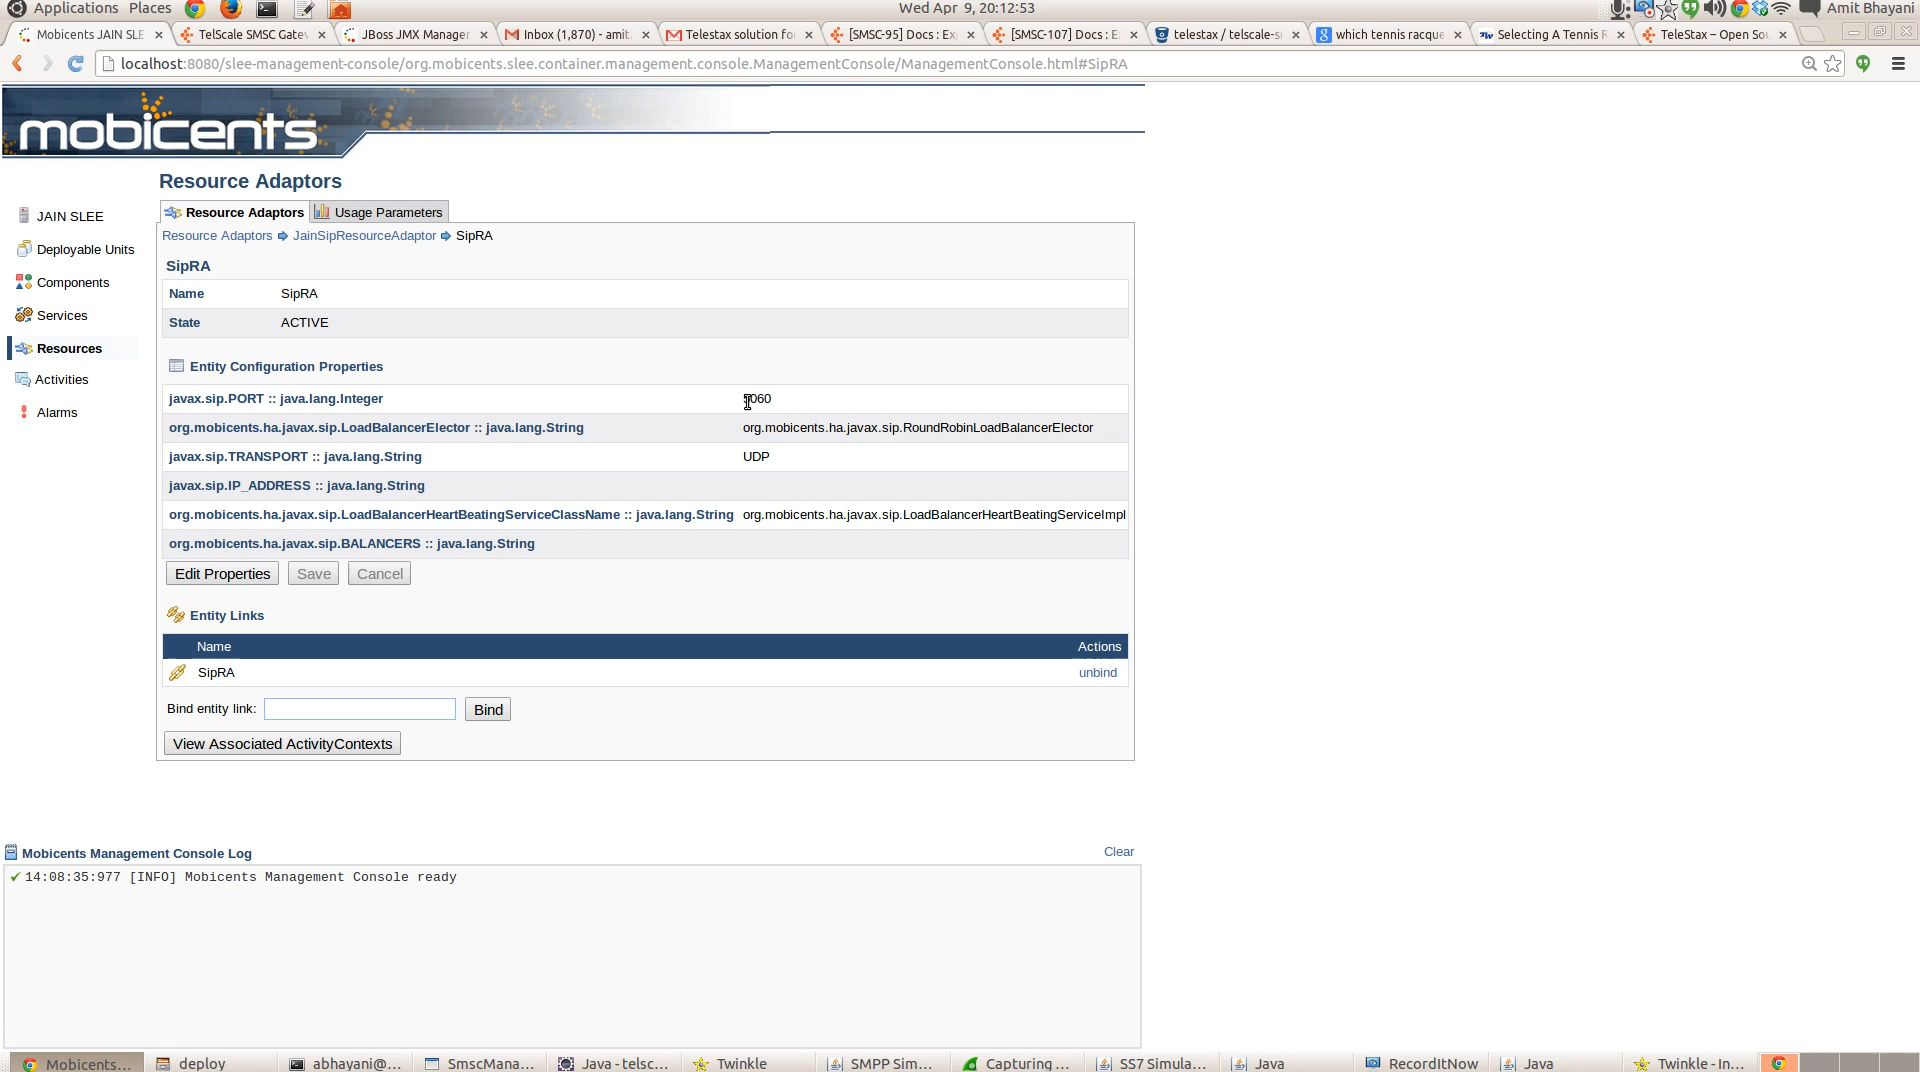 Applications Places Wed Apr 9, 20:12:53 Amit Bhayani
Mobicents JAIN SLE TelScale SMSC Gatev JBoss JMX Manager Inbox (1,870) - amit. Telestax solution fo [SMSC-95] Docs : Ex [SMSC-107] Docs : E telestax / telscale-s which tennis racque Selecting A Tennis R TeleStax – Open So
localhost:8080/slee-management-console/org.mobicents.slee.container.management.console.ManagementConsole/ManagementConsole.html#SipRA
mobicents
Resource Adaptors
JAIN SLEE
Deployable Units
Components
Services
Resources
Activities
Alarms
Resource Adaptors Usage Parameters
Resource Adaptors JainSipResourceAdaptor SipRA
SipRA
Name SipRA
State ACTIVE
Entity Configuration Properties
javax.sip.PORT :: java.lang.Integer 5060
org.mobicents.ha.javax.sip.LoadBalancerElector :: java.lang.String org.mobicents.ha.javax.sip.RoundRobinLoadBalancerElector
javax.sip.TRANSPORT :: java.lang.String UDP
javax.sip.IP_ADDRESS :: java.lang.String
org.mobicents.ha.javax.sip.LoadBalancerHeartBeatingServiceClassName :: java.lang.String org.mobicents.ha.javax.sip.LoadBalancerHeartBeatingServiceImpl
org.mobicents.ha.javax.sip.BALANCERS :: java.lang.String
Edit Properties Save Cancel
Entity Links
Name Actions
SipRA unbind
Bind entity link: Bind
View Associated ActivityContexts
Mobicents Management Console Log Clear
14:08:35:977 [INFO] Mobicents Management Console ready
Mobicents... deploy abhayani@... SmscMana... Java - telsc... Twinkle SMPP Sim... Capturing ... SS7 Simula... Java RecordItNow Java Twinkle - In...